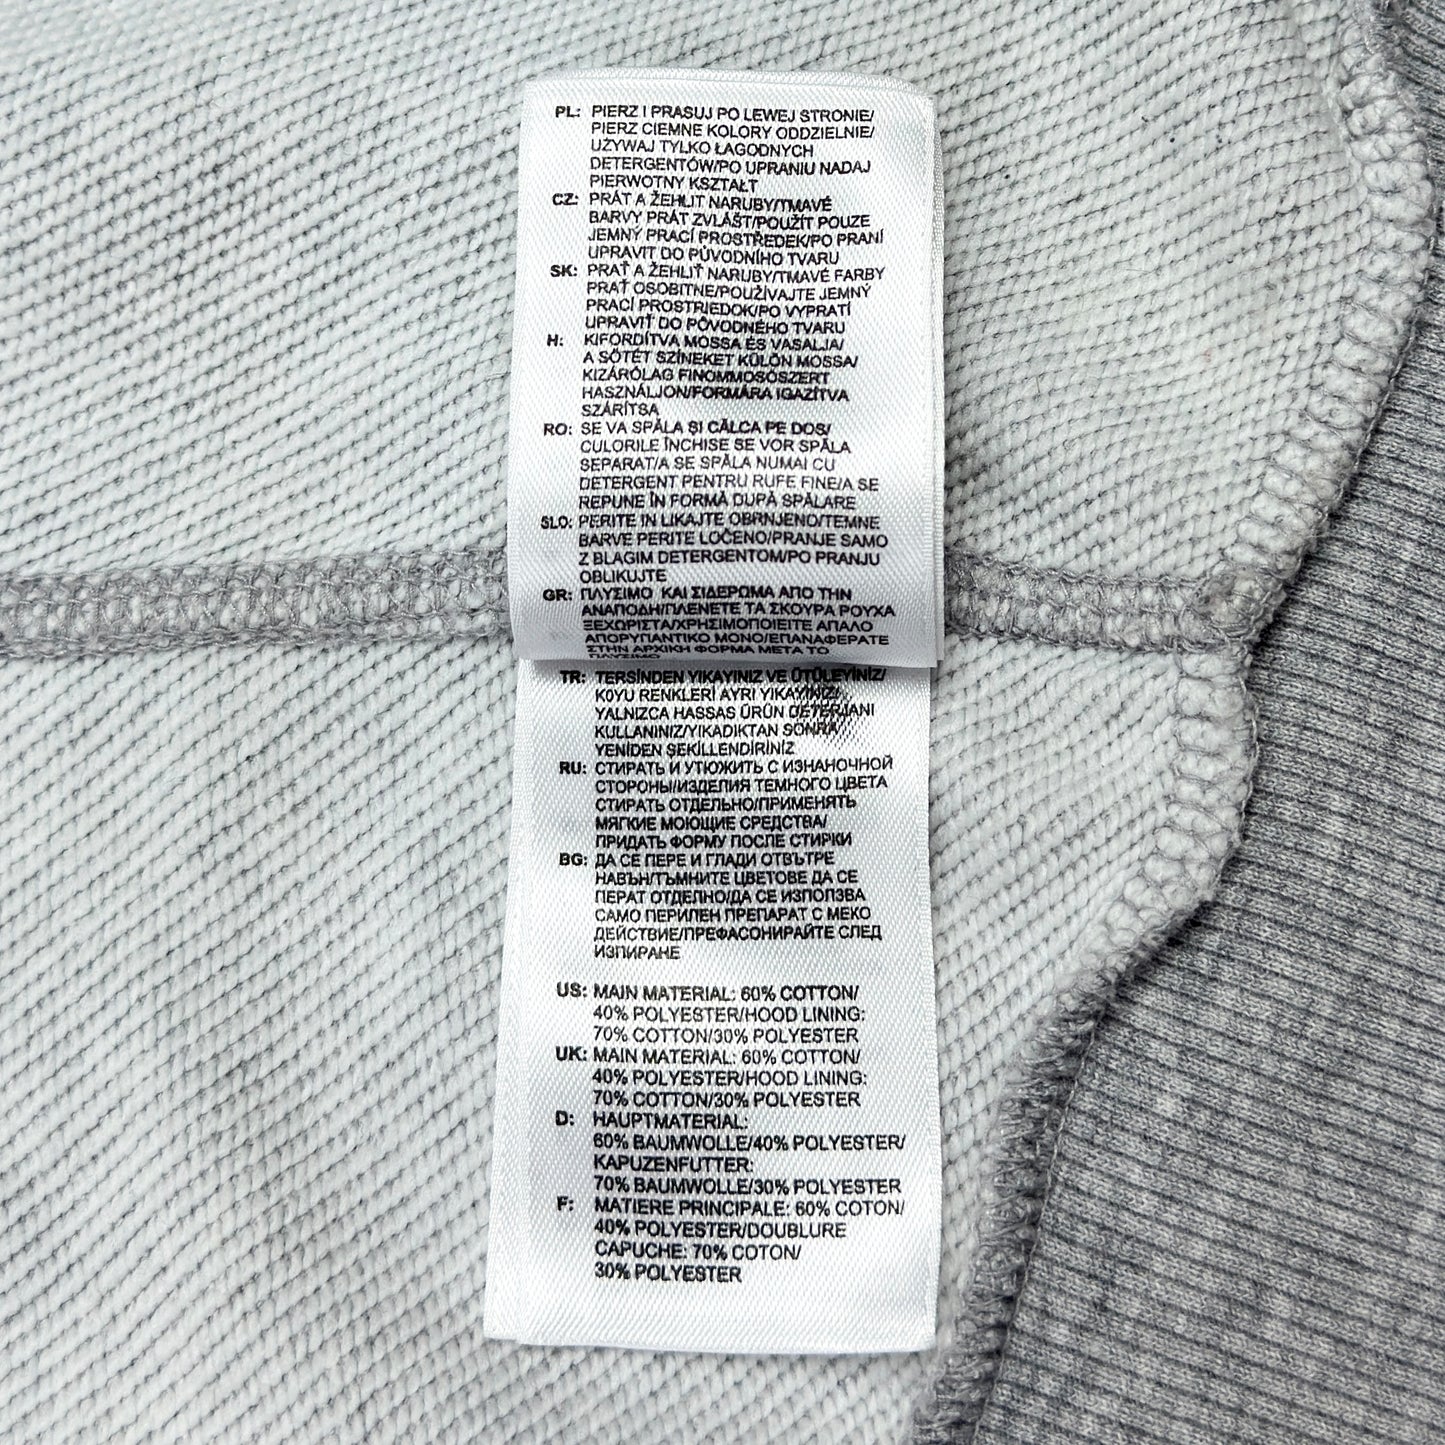 PL: PIERZ I PRASUJ PO LEWEJ STRONIE/
PIERZ CIEMNE KOLORY ODDZIELNIE/
UŻYWAJ TYLKO ŁAGODNYCH
DETERGENTÓW/PO UPRANIU NADAJ
PIERWOTNY KSZTAŁT
CZ: PRÁT A ŽEHLIT NARUBY/TMAVÉ
BARVY PRÁT ZVLÁŠT/POUŽÍT POUZE
JEMNÝ PRACÍ PROSTŘEDEK/PO PRANÍ
UPRAVIT DO PŮVODNÍHO TVARU
SK: PRAŤ A ŽEHLIŤ NARUBY/TMAVÉ FARBY
PRAŤ OSOBITNE/POUŽÍVAJTE JEMNÝ
PRACÍ PROSTRIEDOK/PO VYPRATÍ
UPRAVIŤ DO PÔVODNÉHO TVARU
H: KIFORDÍTVA MOSSA ÉS VASALJA/
A SÖTÉT SZÍNEKET KÜLÖN MOSSA/
KIZÁRÓLAG FINOMMOSÓSZERT
HASZNÁLJON/FORMÁRA IGAZÍTVA
SZÁRÍTSA
RO: SE VA SPĂLA ȘI CĂLCA PE DOS/
CULORILE ÎNCHISE SE VOR SPĂLA
SEPARAT/A SE SPĂLA NUMAI CU
DETERGENT PENTRU RUFE FINE/A SE
REPUNE ÎN FORMĂ DUPĂ SPĂLARE
SLO: PERITE IN LIKAJTE OBRNJENO/TEMNE
BARVE PERITE LOČENO/PRANJE SAMO
Z BLAGIM DETERGENTOM/PO PRANJU
OBLIKUJTE
GR: ΠΛΥΣΙΜΟ ΚΑΙ ΣΙΔΕΡΩΜΑ ΑΠΟ ΤΗΝ
ΑΝΑΠΟΔΗ/ΠΛΕΝΕΤΕ ΤΑ ΣΚΟΥΡΑ ΡΟΥΧΑ
ΞΕΧΩΡΙΣΤΑ/ΧΡΗΣΙΜΟΠΟΙΕΙΤΕ ΑΠΑΛΟ
ΑΠΟΡΥΠΑΝΤΙΚΟ ΜΟΝΟ/ΕΠΑΝΑΦΕΡΑΤΕ
ΣΤΗΝ ΑΡΧΙΚΗ ΦΟΡΜΑ ΜΕΤΑ ΤΟ
ΠΛΥΣΙΜΟ
TR: TERSİNDEN YIKAYINIZ VE ÜTÜLEYİNİZ/
KOYU RENKLERİ AYRI YIKAYINIZ/
YALNIZCA HASSAS ÜRÜN DETERJANI
KULLANINIZ/YIKADIKTAN SONRA
YENİDEN ŞEKİLLENDİRİNİZ
RU: СТИРАТЬ И УТЮЖИТЬ С ИЗНАНОЧНОЙ
СТОРОНЫ/ИЗДЕЛИЯ ТЕМНОГО ЦВЕТА
СТИРАТЬ ОТДЕЛЬНО/ПРИМЕНЯТЬ
МЯГКИЕ МОЮЩИЕ СРЕДСТВА/
ПРИДАТЬ ФОРМУ ПОСЛЕ СТИРКИ
BG: ДА СЕ ПЕРЕ И ГЛАДИ ОТВЪТРЕ
НАВЪН/ТЪМНИТЕ ЦВЕТОВЕ ДА СЕ
ПЕРАТ ОТДЕЛНО/ДА СЕ ИЗПОЛЗВА
САМО ПЕРИЛЕН ПРЕПАРАТ С МЕКО
ДЕЙСТВИЕ/ПРЕФАСОНИРАЙТЕ СЛЕД
ИЗПИРАНЕ
US: MAIN MATERIAL: 60% COTTON/
40% POLYESTER/HOOD LINING:
70% COTTON/30% POLYESTER
UK: MAIN MATERIAL: 60% COTTON/
40% POLYESTER/HOOD LINING:
70% COTTON/30% POLYESTER
D: HAUPTMATERIAL:
60% BAUMWOLLE/40% POLYESTER/
KAPUZENFUTTER:
70% BAUMWOLLE/30% POLYESTER
F: MATIERE PRINCIPALE: 60% COTON/
40% POLYESTER/DOUBLURE
CAPUCHE: 70% COTON/
30% POLYESTER